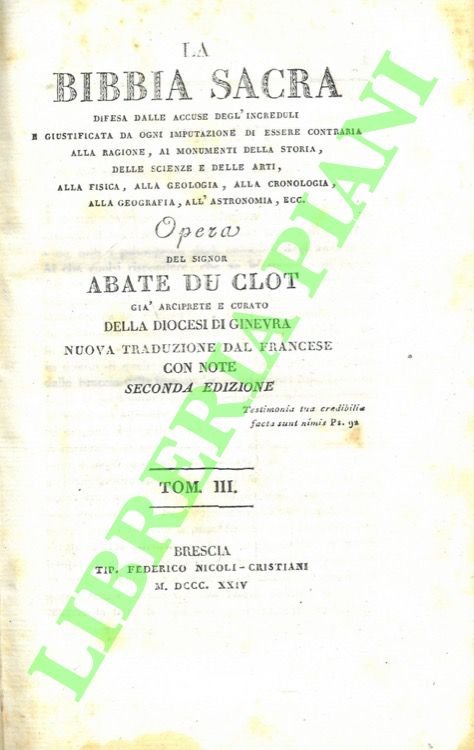 LA
BIBBIA SACRA
DIFESA DALLE ACCUSE DEGL'INCREDULI
E GIUSTIFICATA DA OGNI IMPUTAZIONE DI ESSERE CONTRARIA
ALLA RAGIONE, AI MONUMENTI DELLA STORIA,
DELLE SCIENZE E DELLE ARTI,
ALLA FISICA, ALLA GEOLOGIA, ALLA CRONOLOGIA,
ALLA GEOGRAFIA, ALL'ASTRONOMIA, ECC.
Opera
DEL SIGNOR
ABATE DU CLOT
GIA' ARCIPRETE E CURATO
DELLA DIOCESI DI GINEVRA
NUOVA TRADUZIONE DAL FRANCESE
CON NOTE
SECONDA EDIZIONE
Testimonia tua credibilia
facta sunt nimis Ps. 92
TOM. III.
BRESCIA
TIP. FEDERICO NICOLI-CRISTIANI
M. DCCC. XXIV
LIBRERIA PIANI